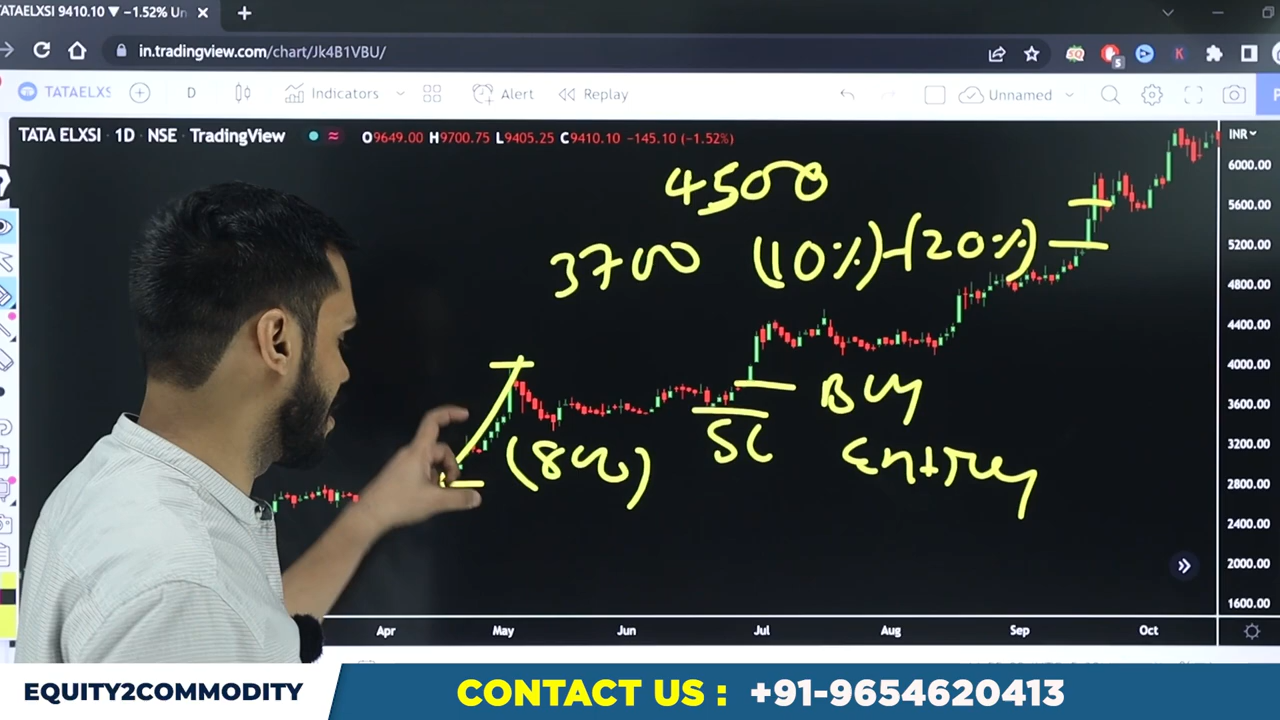 TATAELXSI 9410.10 ▼ −1.52% Un
in.tradingview.com/chart/Jk4B1VBU/
TATAELXS D Indicators Alert Replay Unnamed
TATA ELXSI · 1D · NSE · TradingView O9649.00 H9700.75 L9405.25 C9410.10 −145.10 (−1.52%) INR
4500
3700 (10%)-(20%)
Buy
Entry
SL
(800)
6000.00
5600.00
5200.00
4800.00
4400.00
4000.00
3600.00
3200.00
2800.00
2400.00
2000.00
1600.00
Apr May Jun Jul Aug Sep Oct
EQUITY2COMMODITY CONTACT US : +91-9654620413